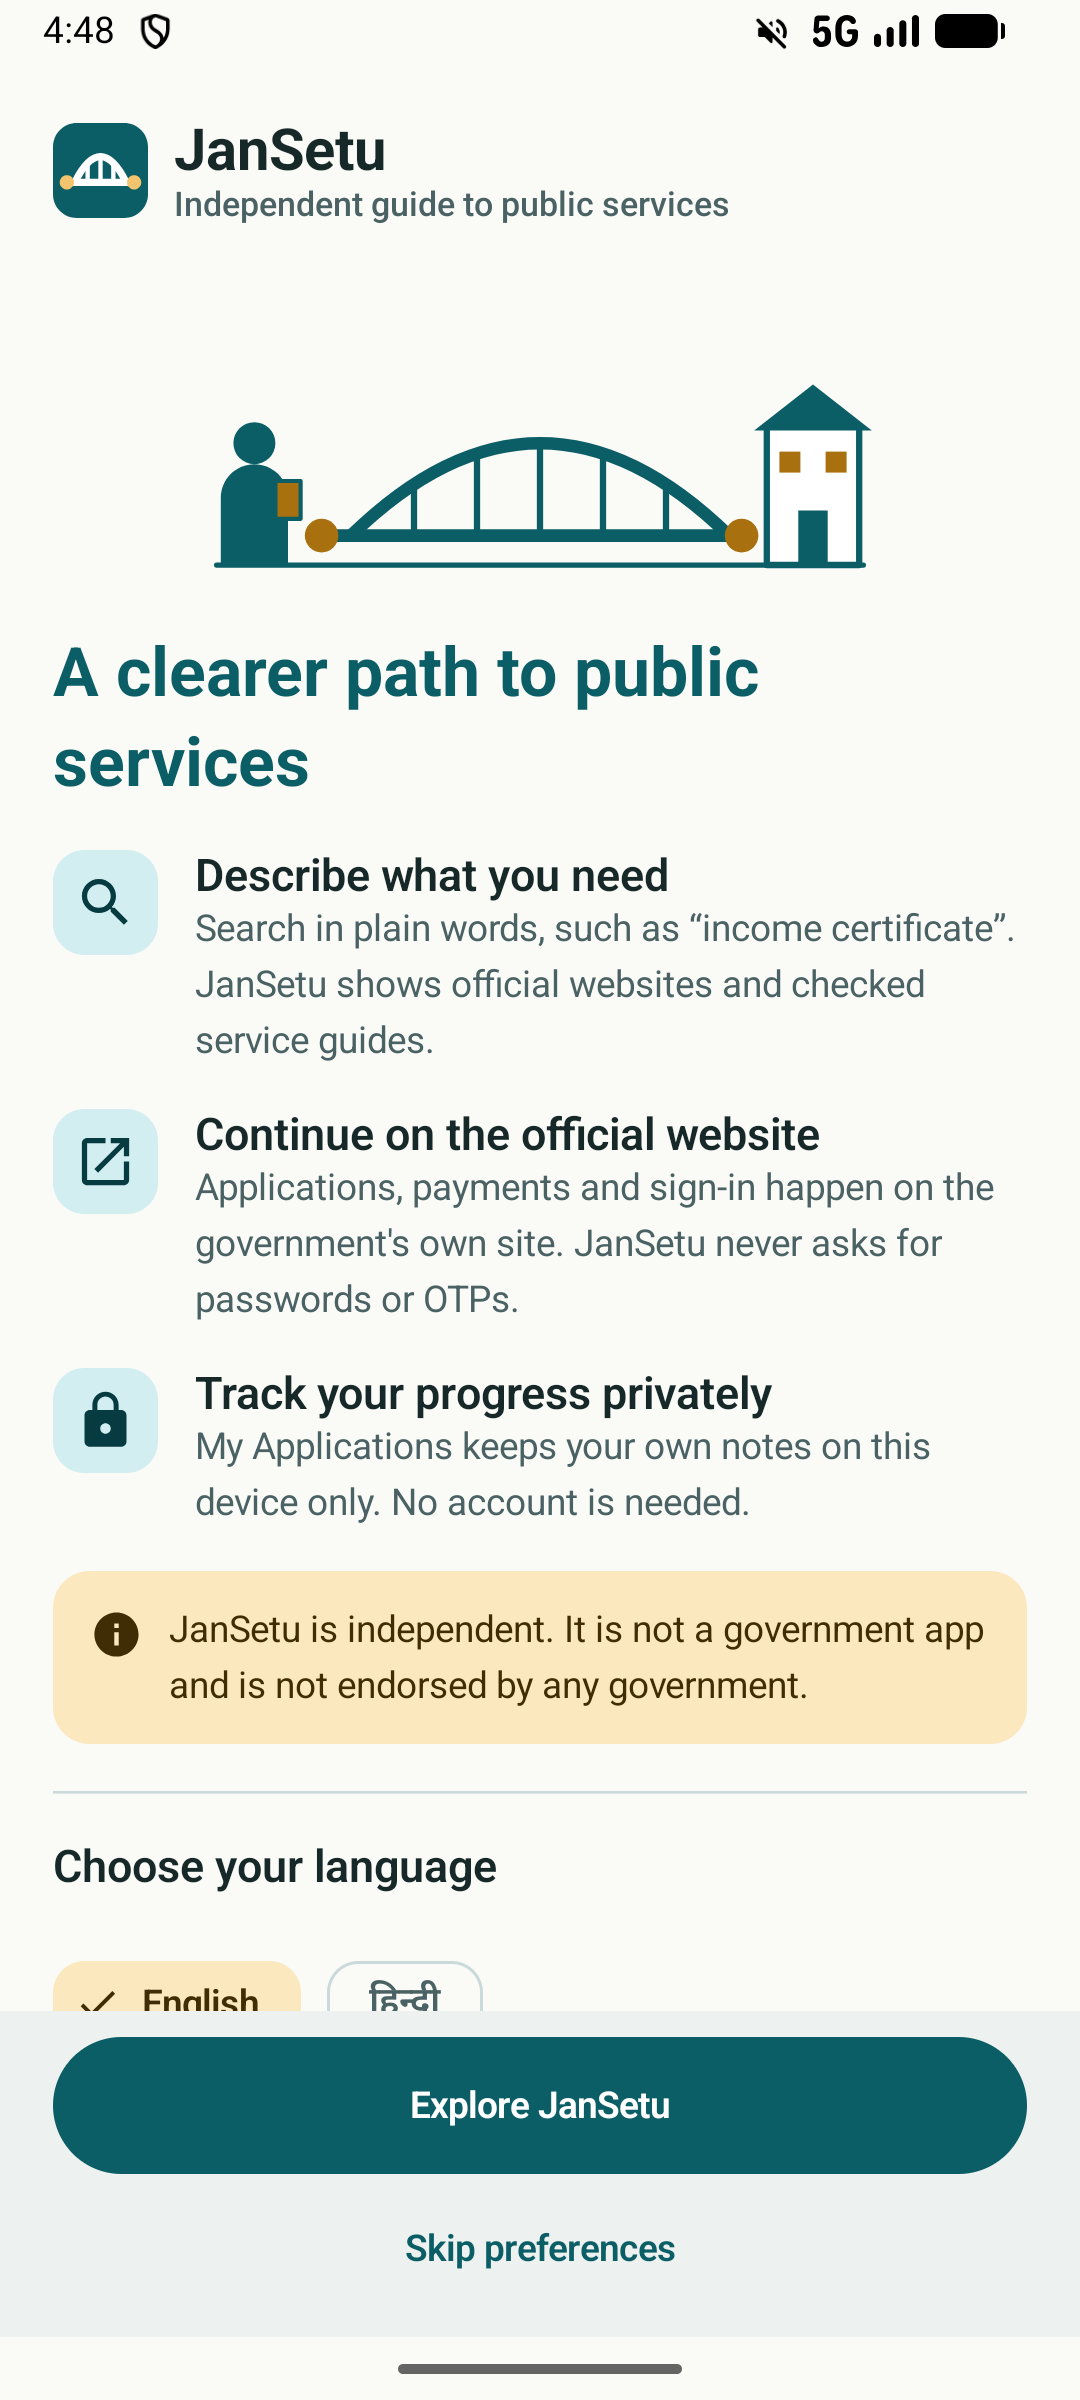 4:48
5G
JanSetu
Independent guide to public services
A clearer path to public
services
Describe what you need
Search in plain words, such as “income certificate”.
JanSetu shows official websites and checked
service guides.
Continue on the official website
Applications, payments and sign-in happen on the
government's own site. JanSetu never asks for
passwords or OTPs.
Track your progress privately
My Applications keeps your own notes on this
device only. No account is needed.
JanSetu is independent. It is not a government app
and is not endorsed by any government.
Choose your language
English
हिन्दी
Explore JanSetu
Skip preferences